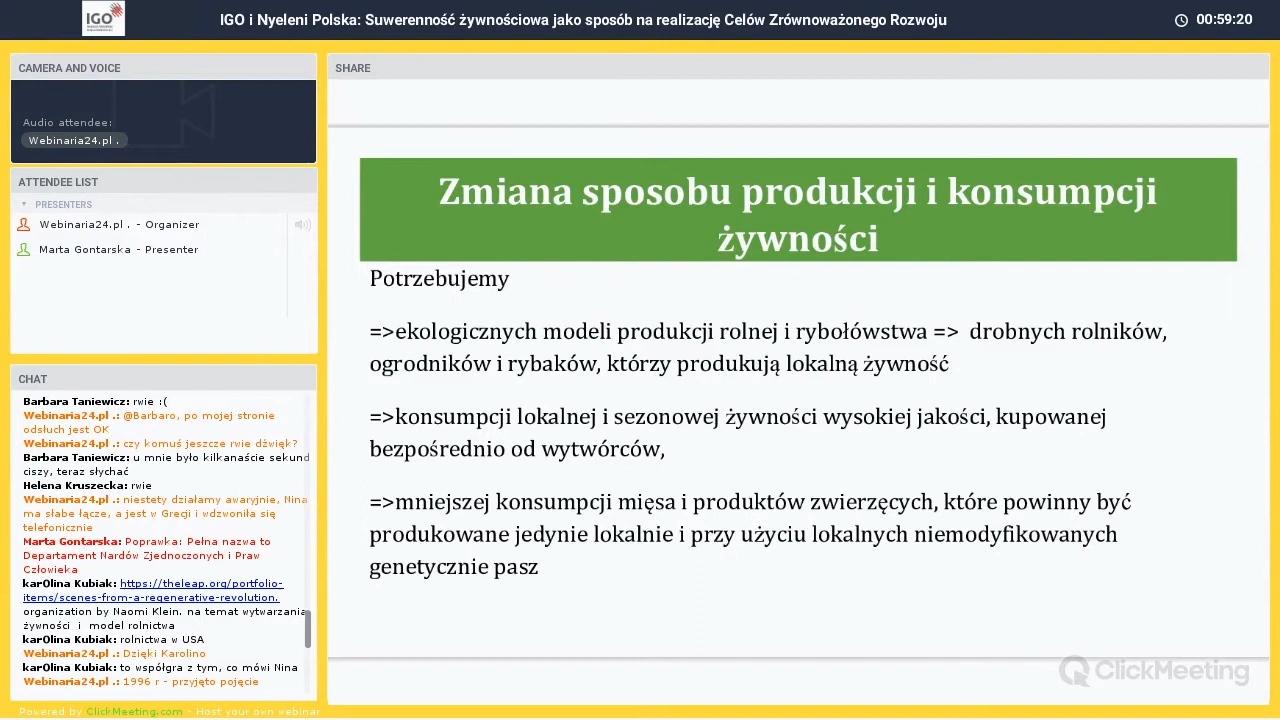 IGO
IGO i Nyeleni Polska: Suwerenność żywnościowa jako sposób na realizację Celów Zrównoważonego Rozwoju
00:59:20
CAMERA AND VOICE
Audio attendee:
Webinaria24.pl .
ATTENDEE LIST
PRESENTERS
Webinaria24.pl . - Organizer
Marta Gontarska - Presenter
CHAT
Barbara Taniewicz: rwie :(
Webinaria24.pl .: @Barbaro, po mojej stronie
odsłuch jest OK
Webinaria24.pl .: czy komuś jeszcze rwie dźwięk?
Barbara Taniewicz: u mnie było kilkanaście sekund
ciszy, teraz słychać
Helena Kruszecka: rwie
Webinaria24.pl .: niestety działamy awaryjnie, Nina
ma słabe łącze, a jest w Grecji i wdzwoniła się
telefonicznie
Marta Gontarska: Poprawka: Pełna nazwa to
Departament Nardów Zjednoczonych i Praw
Człowieka
kar0lina Kubiak: https://theleap.org/portfolio-
items/scenes-from-a-regenerative-revolution.
organization by Naomi Klein. na temat wytwarzania
żywności i model rolnictwa
kar0lina Kubiak: rolnictwa w USA
Webinaria24.pl .: Dzięki Karolino
kar0lina Kubiak: to współgra z tym, co mówi Nina
Webinaria24.pl .: 1996 r - przyjęto pojęcie
Powered by ClickMeeting.com - Host your own webinar
SHARE
Zmiana sposobu produkcji i konsumpcji
żywności
Potrzebujemy
=>ekologicznych modeli produkcji rolnej i rybołówstwa => drobnych rolników,
ogrodników i rybaków, którzy produkują lokalną żywność
=>konsumpcji lokalnej i sezonowej żywności wysokiej jakości, kupowanej
bezpośrednio od wytwórców,
=>mniejszej konsumpcji mięsa i produktów zwierzęcych, które powinny być
produkowane jedynie lokalnie i przy użyciu lokalnych niemodyfikowanych
genetycznie pasz
ClickMeeting